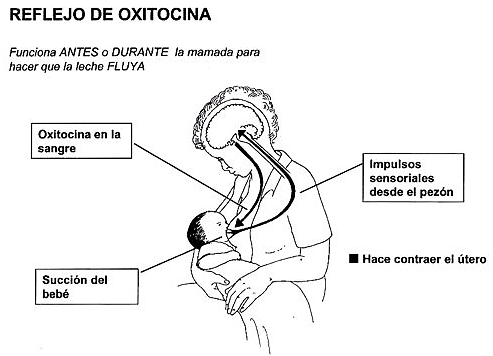 REFLEJO DE OXITOCINA
Funciona ANTES o DURANTE la mamada para
hacer que la leche FLUYA
Oxitocina en la
sangre
Impulsos
sensoriales
desde el pezón
■ Hace contraer el útero
Succión del
bebé